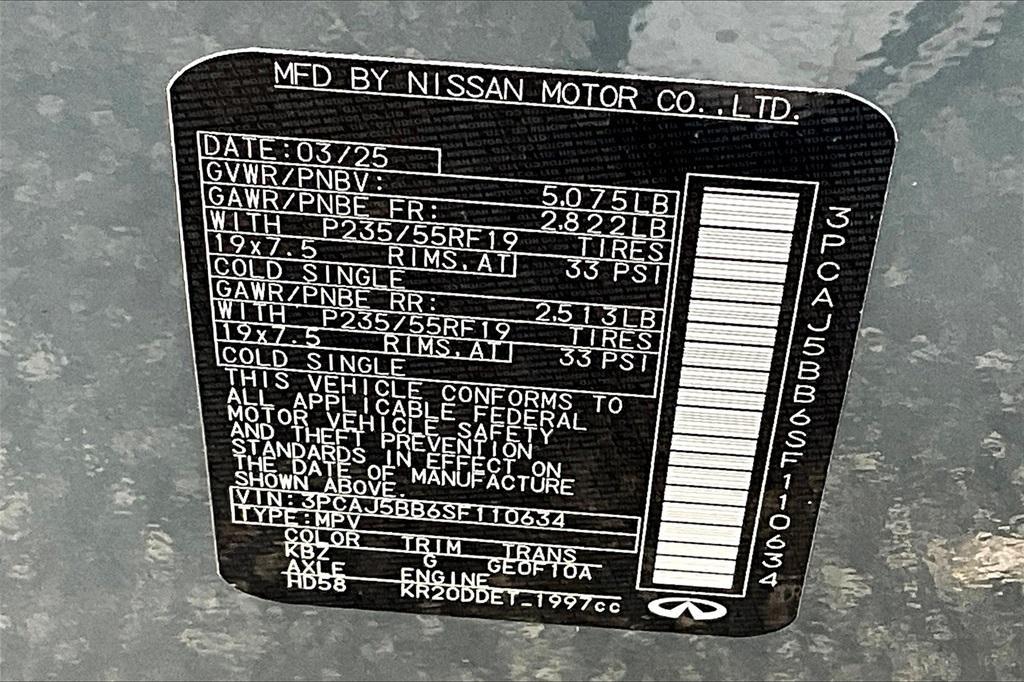 MFD BY NISSAN MOTOR CO.,LTD.
DATE:03/25
GVWR/PNBV: 5.075LB
GAWR/PNBE FR: 2.822LB
WITH P235/55RF19 TIRES
19x7.5 RIMS,AT 33 PSI
COLD SINGLE
GAWR/PNBE RR: 2.513LB
WITH P235/55RF19 TIRES
19x7.5 RIMS,AT 33 PSI
COLD SINGLE
THIS VEHICLE CONFORMS TO
ALL APPLICABLE FEDERAL
MOTOR VEHICLE SAFETY
AND THEFT PREVENTION
STANDARDS IN EFFECT ON
THE DATE OF MANUFACTURE
SHOWN ABOVE.
VIN:3PCAJ5BB6SF110634
TYPE:MPV
COLOR TRIM TRANS
KBZ G GE0F10A
AXLE ENGINE
HD58 KR20DDET_1997cc
3PCAJ5BB6SF110634